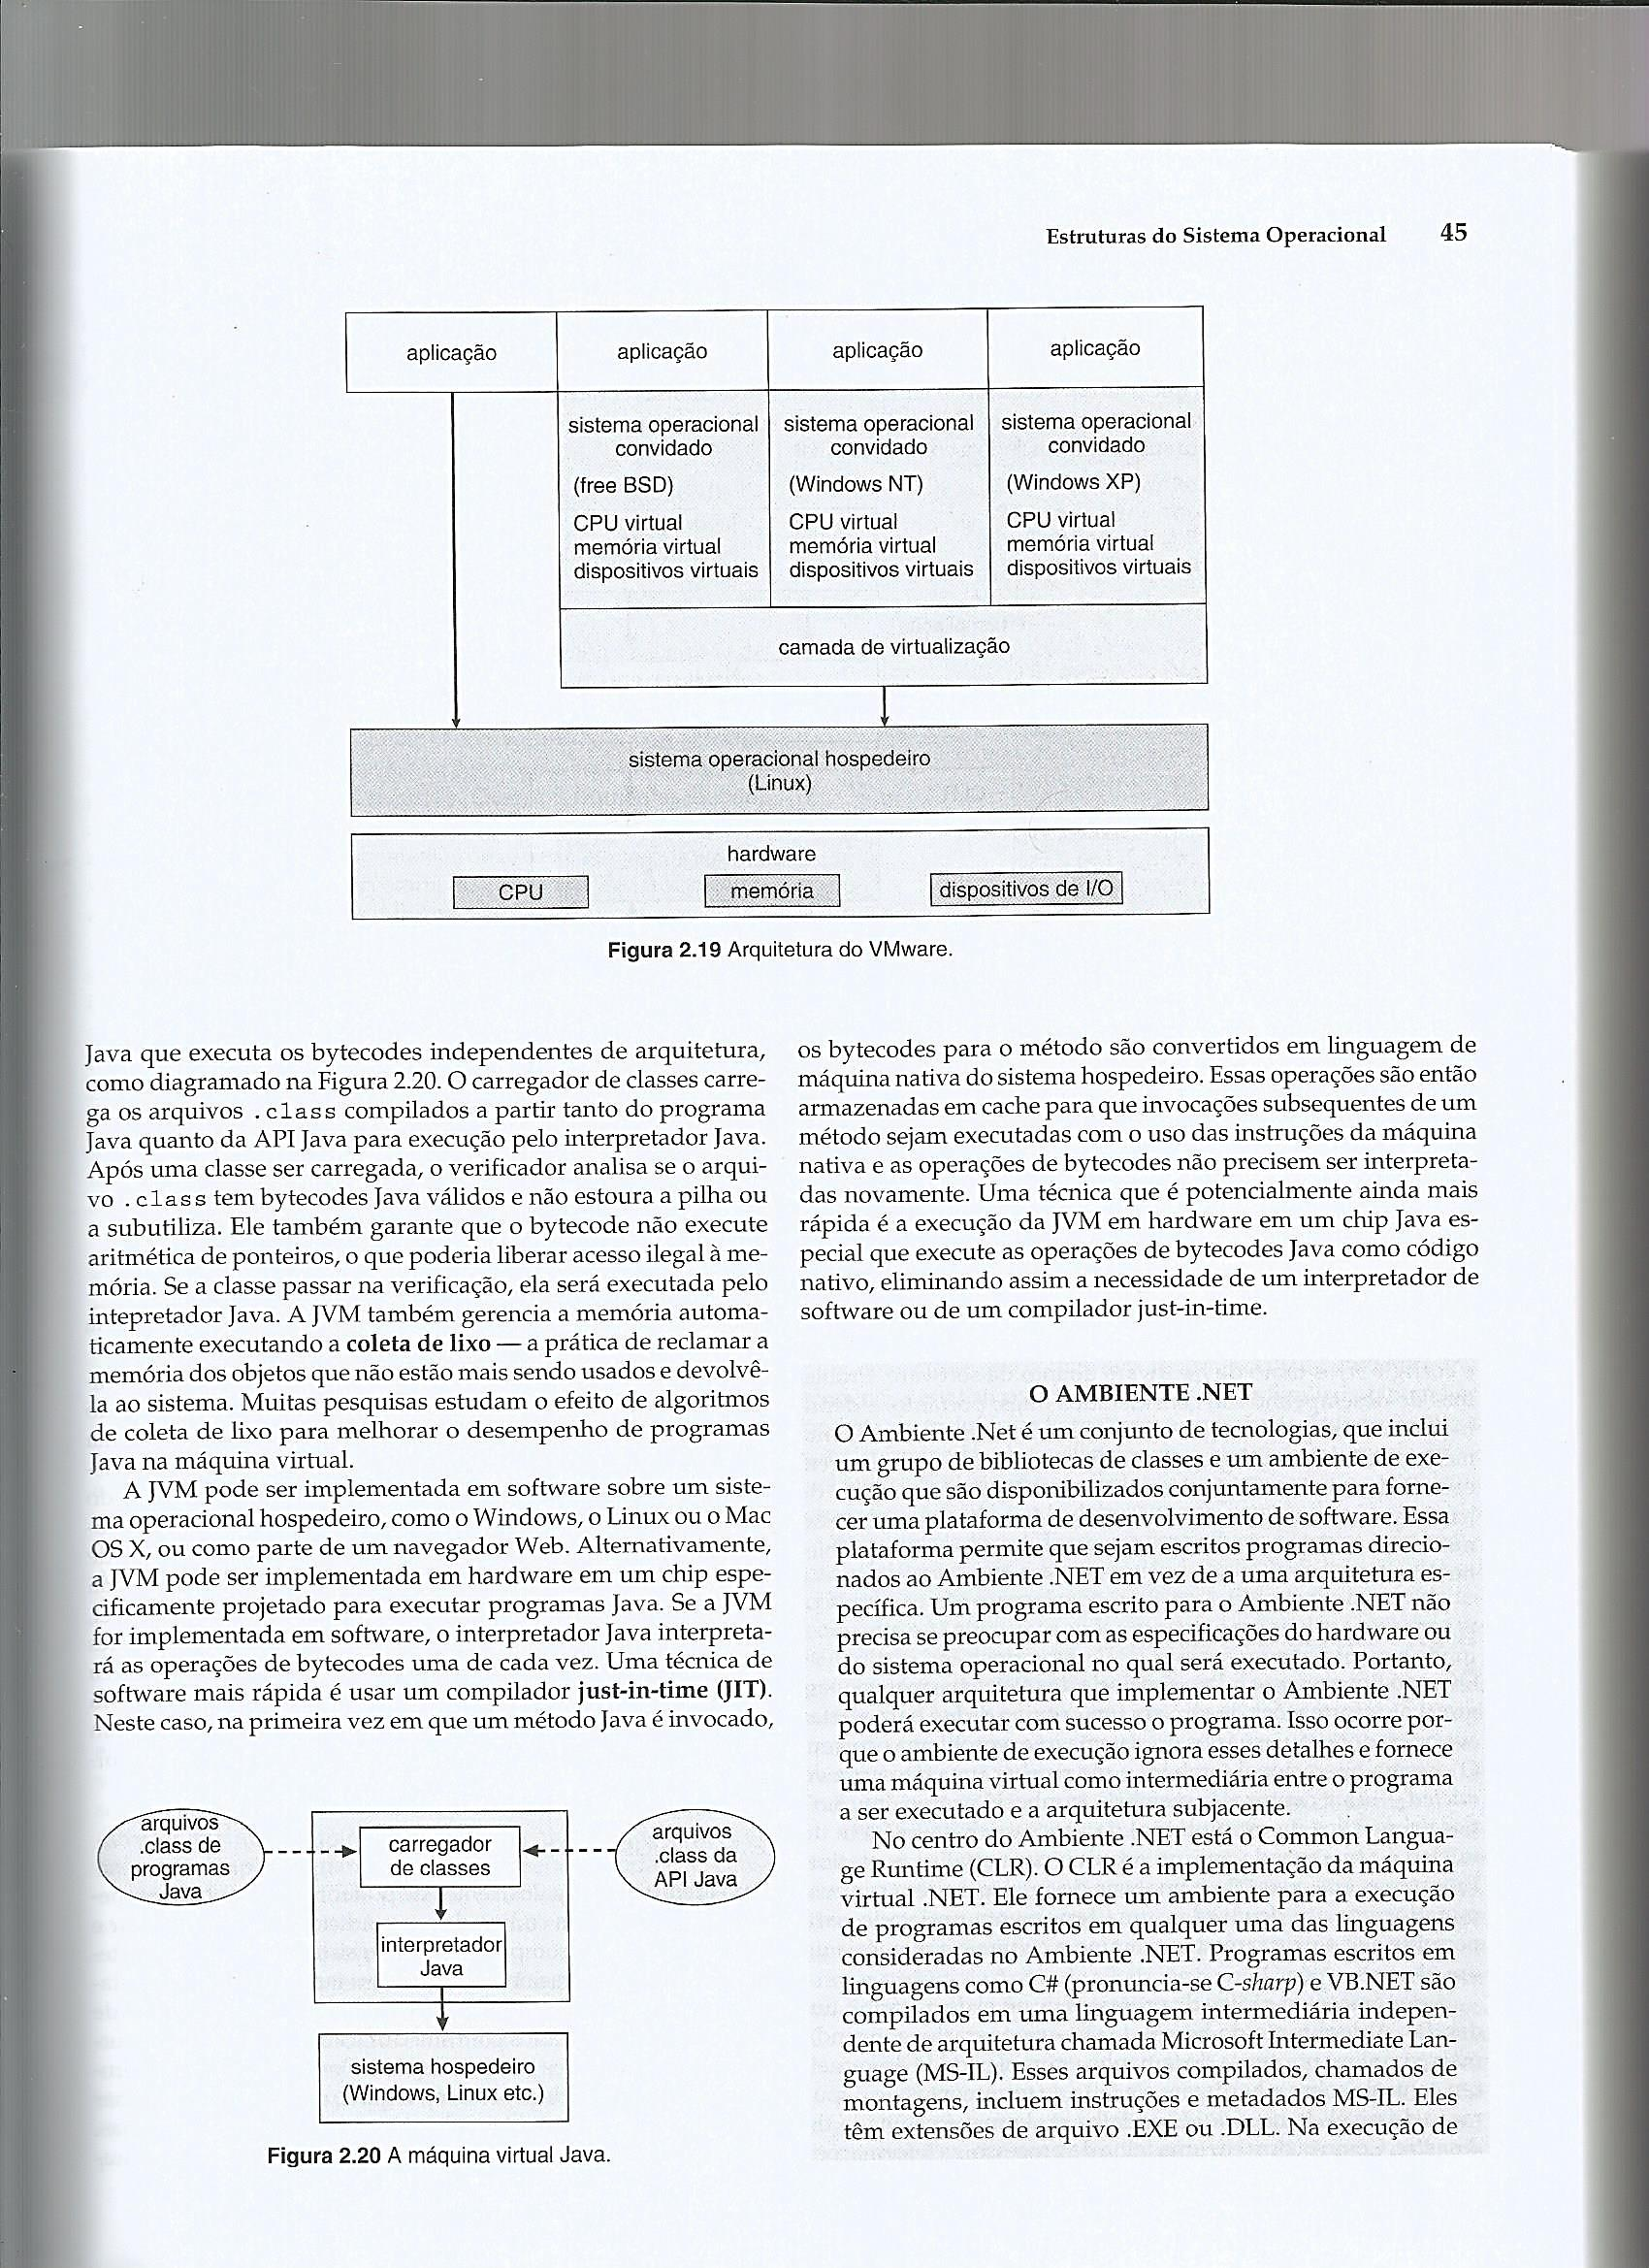 Estruturas do Sistema Operacional 45
aplicação aplicação aplicação aplicação
sistema operacional
convidado
(free BSD)
CPU virtual
memória virtual
dispositivos virtuais
sistema operacional
convidado
(Windows NT)
CPU virtual
memória virtual
dispositivos virtuais
sistema operacional
convidado
(Windows XP)
CPU virtual
memória virtual
dispositivos virtuais
camada de virtualização
sistema operacional hospedeiro
(Linux)
hardware
CPU memória dispositivos de I/O
Figura 2.19 Arquitetura do VMware.
Java que executa os bytecodes independentes de arquitetura,
como diagramado na Figura 2.20. O carregador de classes carre-
ga os arquivos .class compilados a partir tanto do programa
Java quanto da API Java para execução pelo interpretador Java.
Após uma classe ser carregada, o verificador analisa se o arqui-
vo .class tem bytecodes Java válidos e não estoura a pilha ou
a subutiliza. Ele também garante que o bytecode não execute
aritmética de ponteiros, o que poderia liberar acesso ilegal à me-
mória. Se a classe passar na verificação, ela será executada pelo
intepretador Java. A JVM também gerencia a memória automa-
ticamente executando a coleta de lixo — a prática de reclamar a
memória dos objetos que não estão mais sendo usados e devolvê-
la ao sistema. Muitas pesquisas estudam o efeito de algoritmos
de coleta de lixo para melhorar o desempenho de programas
Java na máquina virtual.
A JVM pode ser implementada em software sobre um siste-
ma operacional hospedeiro, como o Windows, o Linux ou o Mac
OS X, ou como parte de um navegador Web. Alternativamente,
a JVM pode ser implementada em hardware em um chip espe-
cificamente projetado para executar programas Java. Se a JVM
for implementada em software, o interpretador Java interpreta-
rá as operações de bytecodes uma de cada vez. Uma técnica de
software mais rápida é usar um compilador just-in-time (JIT).
Neste caso, na primeira vez em que um método Java é invocado,
arquivos
.class de
programas
Java
carregador
de classes
arquivos
.class da
API Java
interpretador
Java
sistema hospedeiro
(Windows, Linux etc.)
Figura 2.20 A máquina virtual Java.
os bytecodes para o método são convertidos em linguagem de
máquina nativa do sistema hospedeiro. Essas operações são então
armazenadas em cache para que invocações subsequentes de um
método sejam executadas com o uso das instruções da máquina
nativa e as operações de bytecodes não precisem ser interpreta-
das novamente. Uma técnica que é potencialmente ainda mais
rápida é a execução da JVM em hardware em um chip Java es-
pecial que execute as operações de bytecodes Java como código
nativo, eliminando assim a necessidade de um interpretador de
software ou de um compilador just-in-time.
O AMBIENTE .NET
O Ambiente .Net é um conjunto de tecnologias, que inclui
um grupo de bibliotecas de classes e um ambiente de exe-
cução que são disponibilizados conjuntamente para forne-
cer uma plataforma de desenvolvimento de software. Essa
plataforma permite que sejam escritos programas direcio-
nados ao Ambiente .NET em vez de a uma arquitetura es-
pecífica. Um programa escrito para o Ambiente .NET não
precisa se preocupar com as especificações do hardware ou
do sistema operacional no qual será executado. Portanto,
qualquer arquitetura que implementar o Ambiente .NET
poderá executar com sucesso o programa. Isso ocorre por-
que o ambiente de execução ignora esses detalhes e fornece
uma máquina virtual como intermediária entre o programa
a ser executado e a arquitetura subjacente.
No centro do Ambiente .NET está o Common Langua-
ge Runtime (CLR). O CLR é a implementação da máquina
virtual .NET. Ele fornece um ambiente para a execução
de programas escritos em qualquer uma das linguagens
consideradas no Ambiente .NET. Programas escritos em
linguagens como C# (pronuncia-se C-sharp) e VB.NET são
compilados em uma linguagem intermediária indepen-
dente de arquitetura chamada Microsoft Intermediate Lan-
guage (MS-IL). Esses arquivos compilados, chamados de
montagens, incluem instruções e metadados MS-IL. Eles
têm extensões de arquivo .EXE ou .DLL. Na execução de